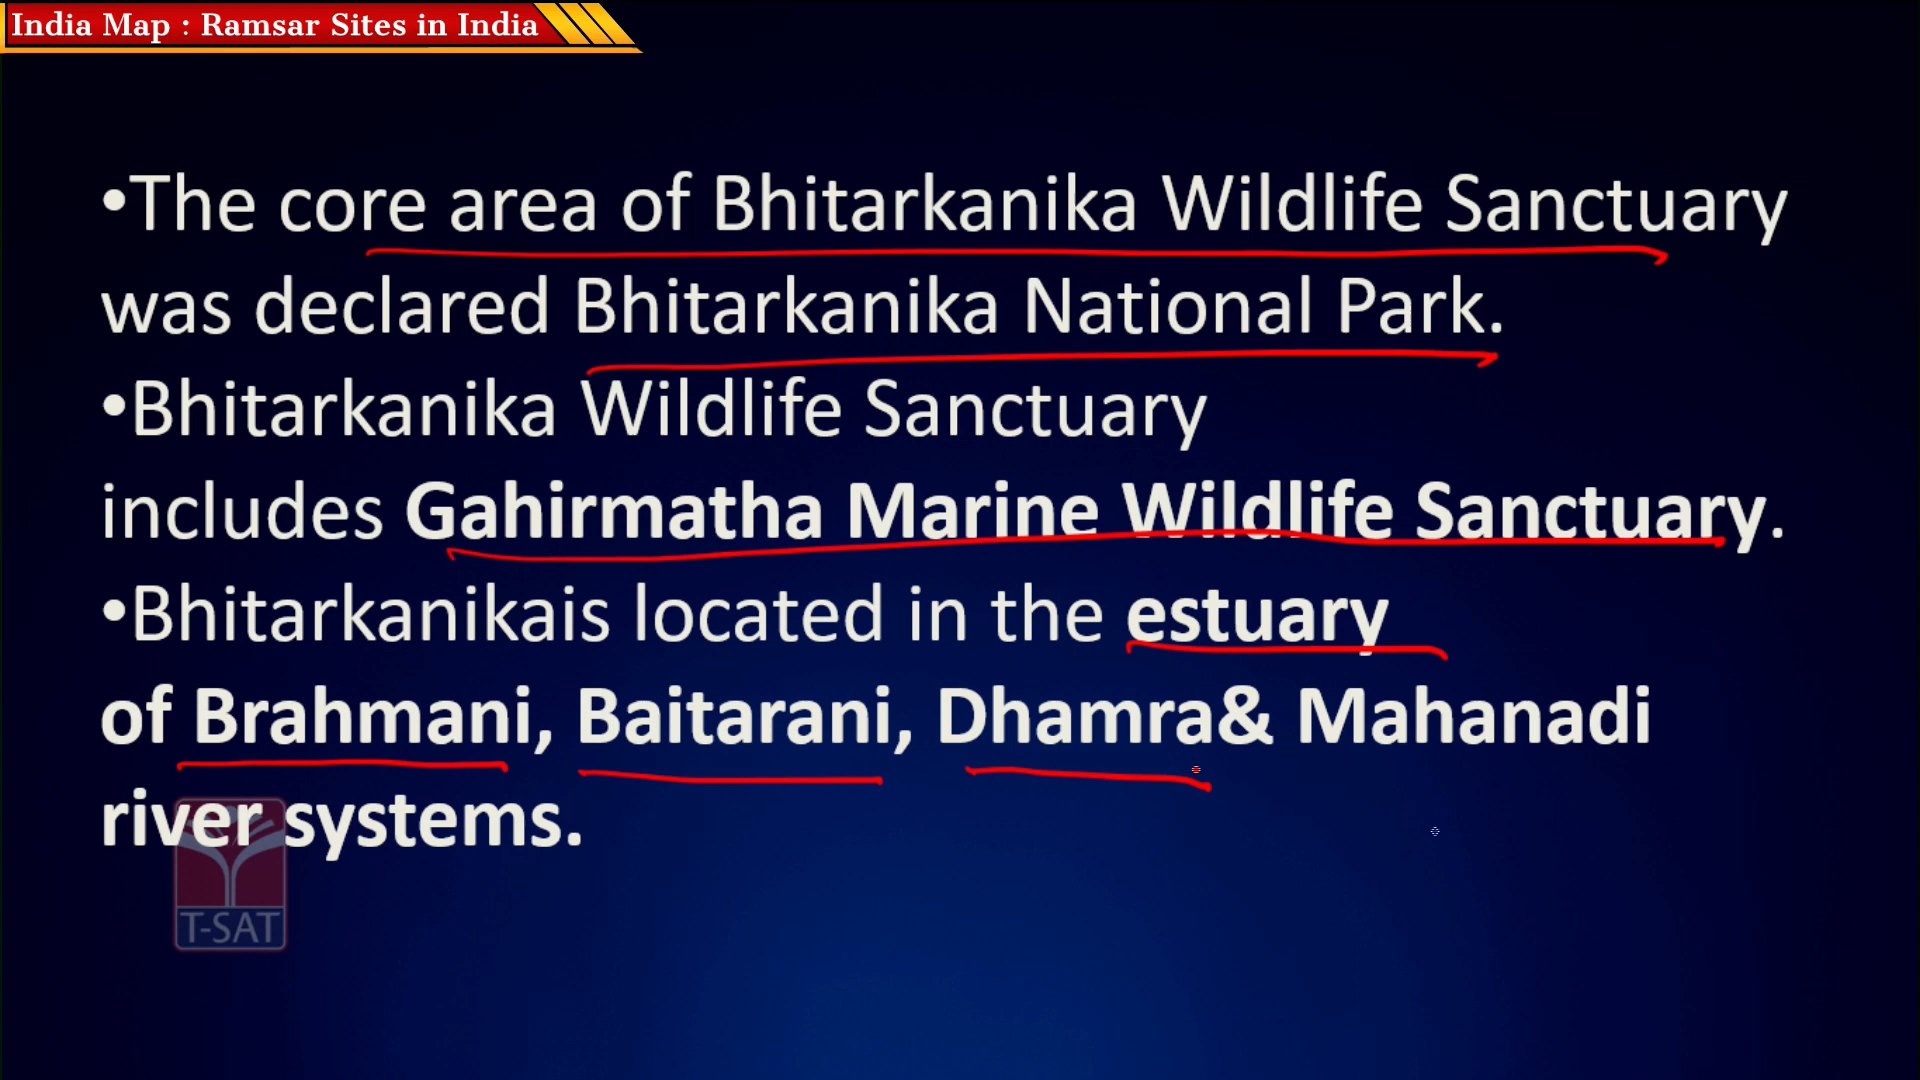 India Map : Ramsar Sites in India
•The core area of Bhitarkanika Wildlife Sanctuary
was declared Bhitarkanika National Park.
•Bhitarkanika Wildlife Sanctuary
includes Gahirmatha Marine Wildlife Sanctuary.
•Bhitarkanikais located in the estuary
of Brahmani, Baitarani, Dhamra& Mahanadi
river systems.
T-SAT